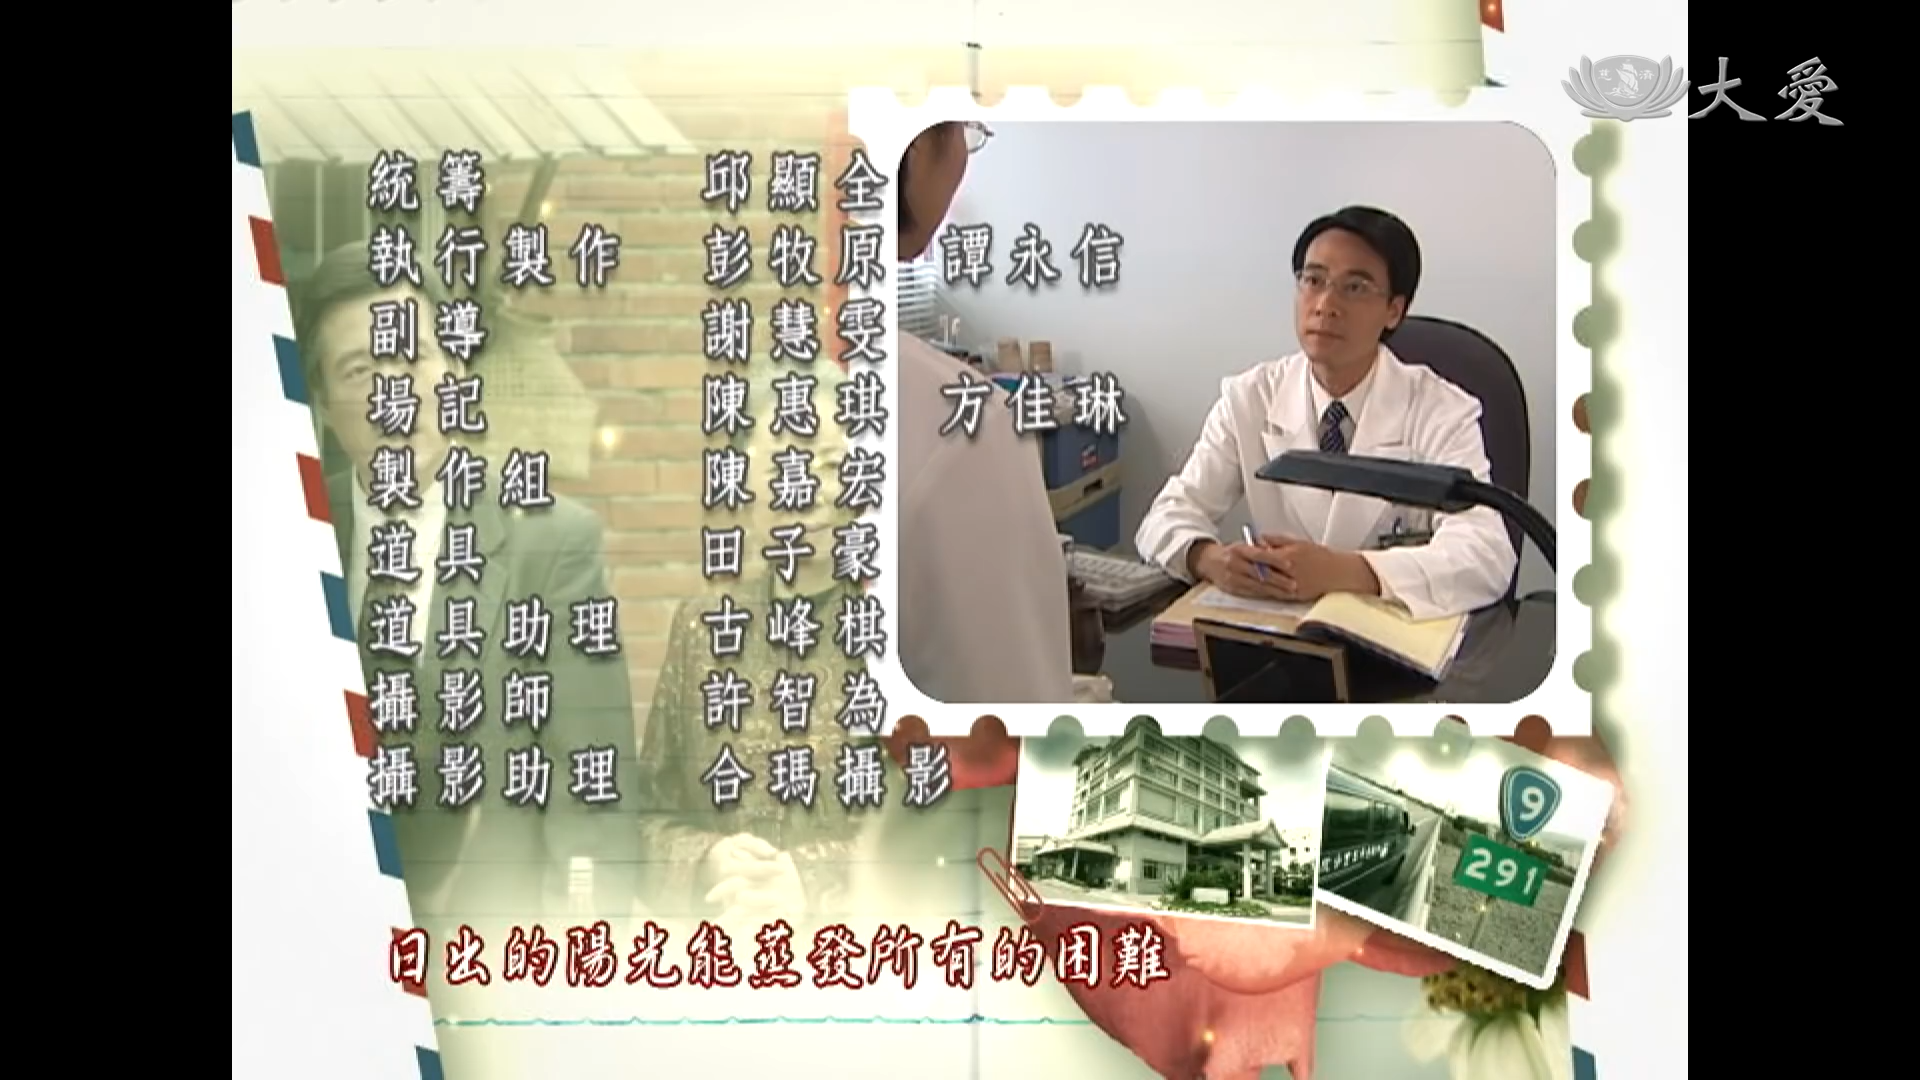 大愛
慈濟
統籌 邱顯全
執行製作 彭牧原 譚永信
副導 謝慧雯
場記 陳惠琪 方佳琳
製作組 陳嘉宏
道具 田子豪
道具助理 古峰棋
攝影師 許智為
攝影助理 合瑪攝影
9
291
日出的陽光能蒸發所有的困難